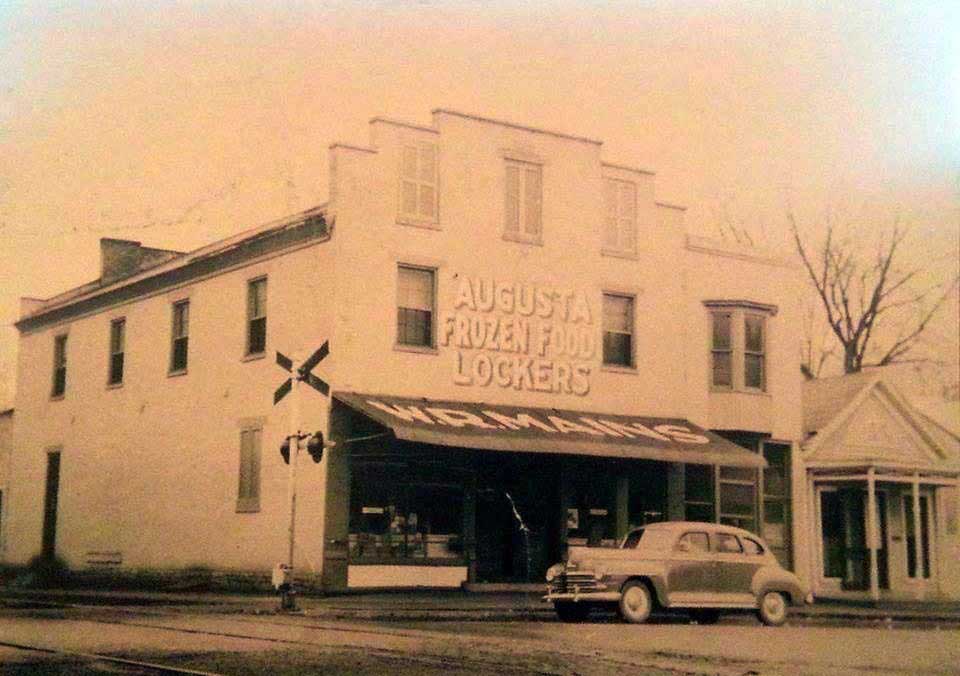 AUGUSTA
FROZEN FOOD
LOCKERS
W.R. MAINS